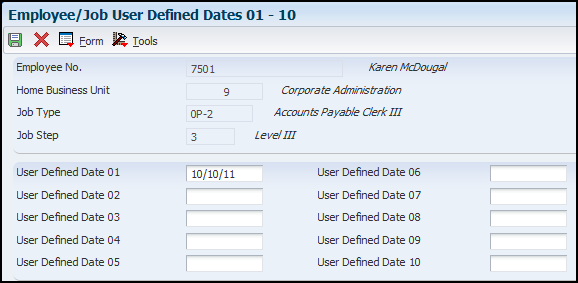 Employee/Job User Defined Dates 01 - 10
Form Tools
Employee No. 7501 Karen McDougal
Home Business Unit 9 Corporate Administration
Job Type 0P-2 Accounts Payable Clerk III
Job Step 3 Level III
User Defined Date 01 10/10/11 User Defined Date 06
User Defined Date 02 User Defined Date 07
User Defined Date 03 User Defined Date 08
User Defined Date 04 User Defined Date 09
User Defined Date 05 User Defined Date 10